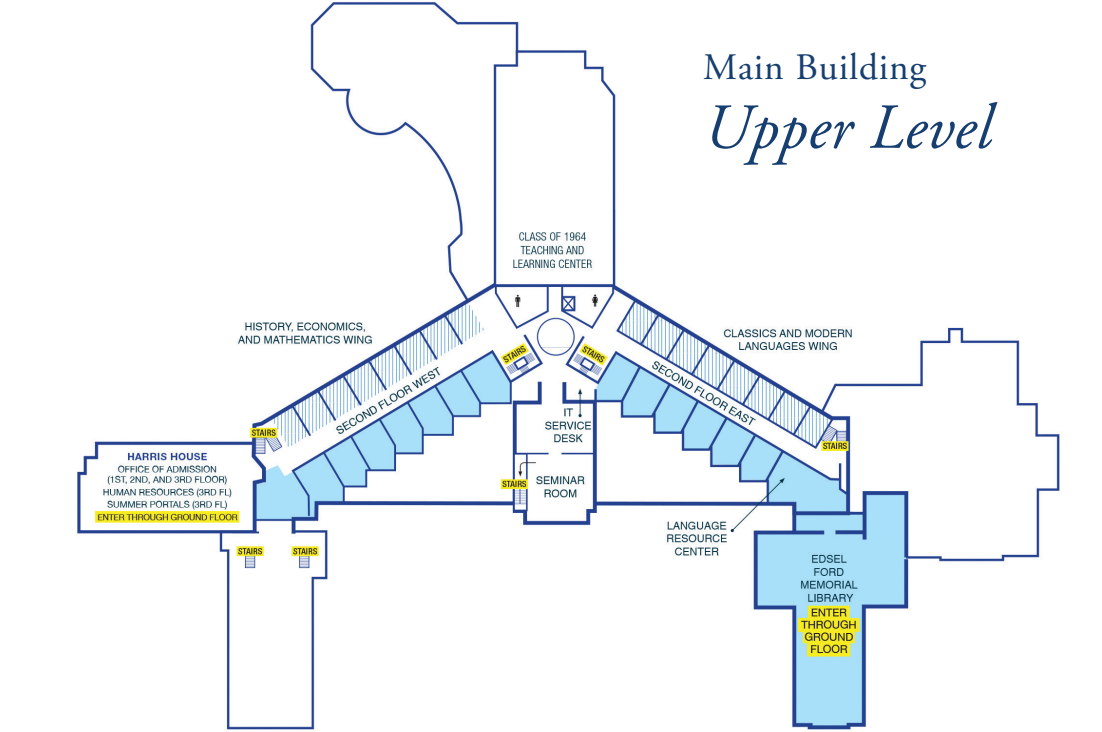 Main Building
Upper Level
CLASS OF 1964
TEACHING AND
LEARNING CENTER
HISTORY, ECONOMICS,
AND MATHEMATICS WING
CLASSICS AND MODERN
LANGUAGES WING
STAIRS
STAIRS
SECOND FLOOR WEST
SECOND FLOOR EAST
IT
SERVICE
DESK
STAIRS
STAIRS
HARRIS HOUSE
OFFICE OF ADMISSION
(1ST, 2ND, AND 3RD FLOOR)
HUMAN RESOURCES (3RD FL)
SUMMER PORTALS (3RD FL)
ENTER THROUGH GROUND FLOOR
STAIRS
SEMINAR
ROOM
LANGUAGE
RESOURCE
CENTER
STAIRS
STAIRS
EDSEL
FORD
MEMORIAL
LIBRARY
ENTER
THROUGH
GROUND
FLOOR